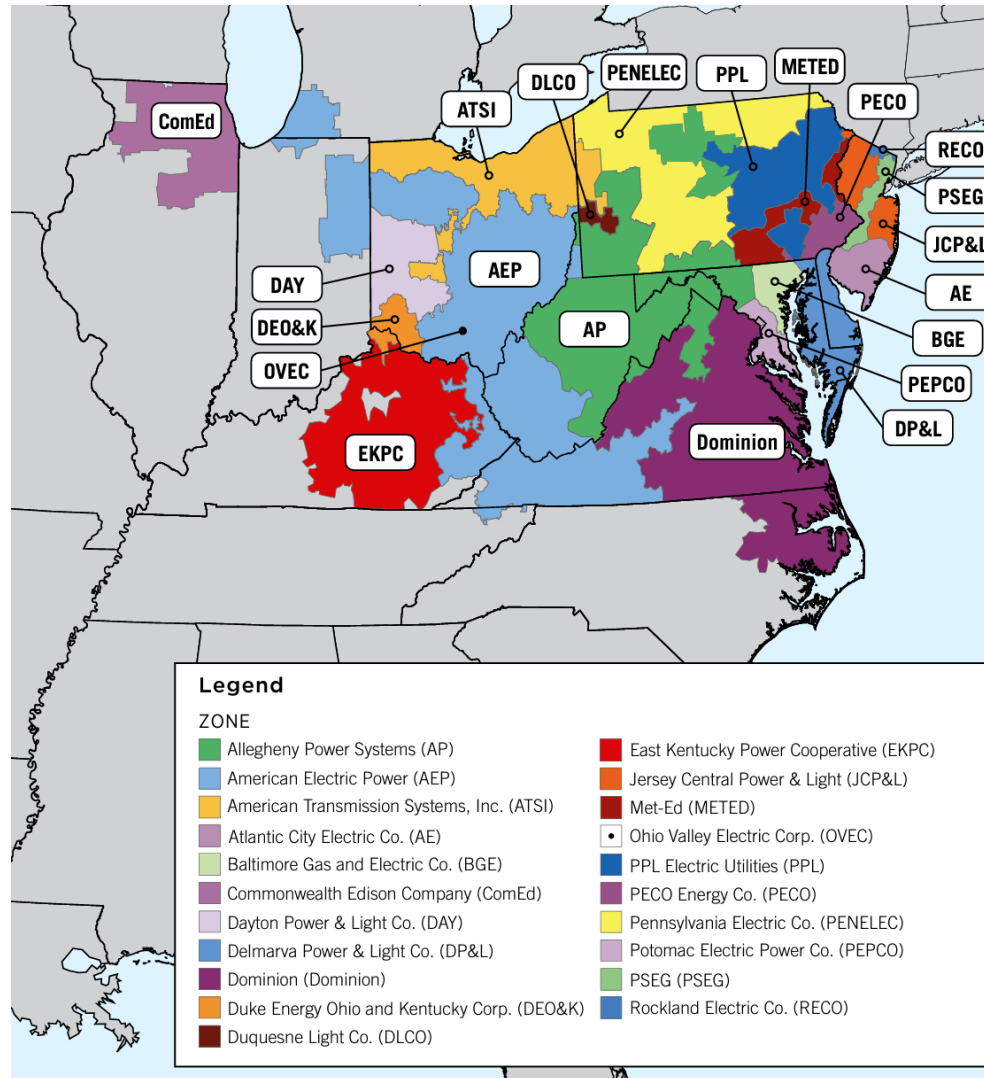 METED
PENELEC
PPL
DLCO
PECO
ATSI
ComEd
RECO
PSEG
JCP&L
AEP
DAY
AE
DEO&K
AP
BGE
OVEC
PEPCO
DP&L
Dominion
EKPC
Legend
ZONE
Allegheny Power Systems (AP)
American Electric Power (AEP)
American Transmission Systems, Inc. (ATSI)
Atlantic City Electric Co. (AE)
Baltimore Gas and Electric Co. (BGE)
Commonwealth Edison Company (ComEd)
Dayton Power & Light Co. (DAY)
Delmarva Power & Light Co. (DP&L)
Dominion (Dominion)
Duke Energy Ohio and Kentucky Corp. (DEO&K)
Duquesne Light Co. (DLCO)
East Kentucky Power Cooperative (EKPC)
Jersey Central Power & Light (JCP&L)
Met-Ed (METED)
Ohio Valley Electric Corp. (OVEC)
PPL Electric Utilities (PPL)
PECO Energy Co. (PECO)
Pennsylvania Electric Co. (PENELEC)
Potomac Electric Power Co. (PEPCO)
PSEG (PSEG)
Rockland Electric Co. (RECO)